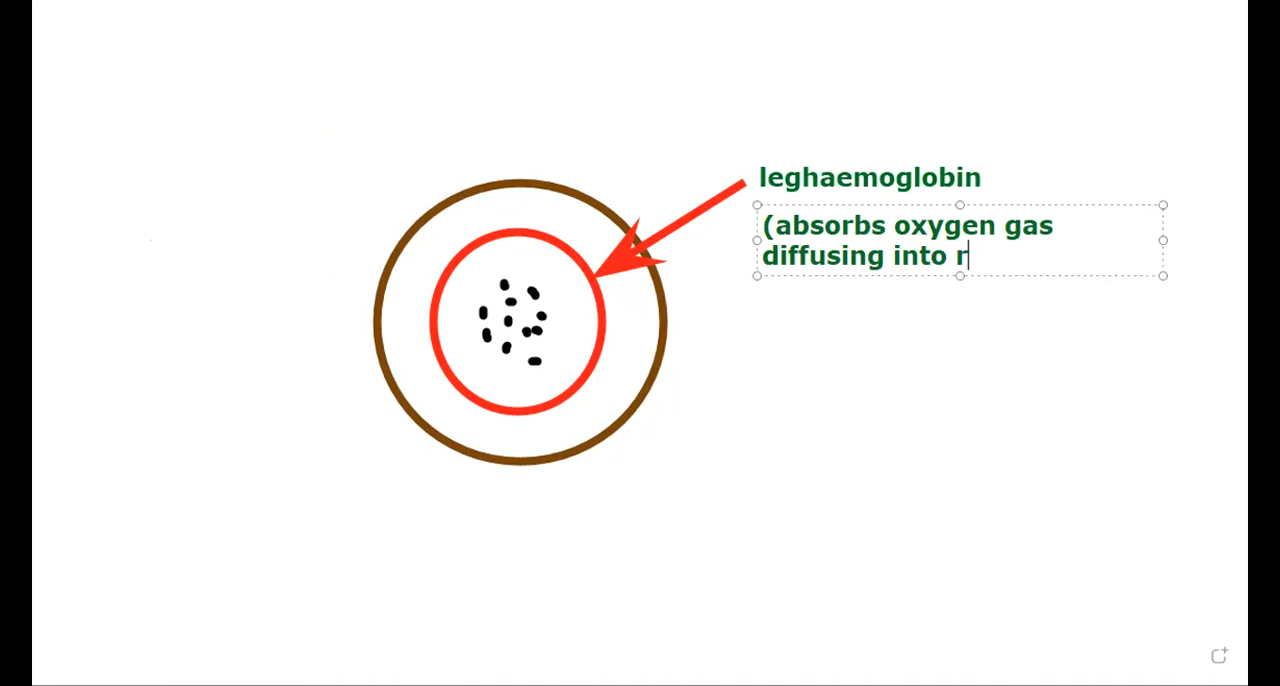 leghaemoglobin
(absorbs oxygen gas
diffusing into r